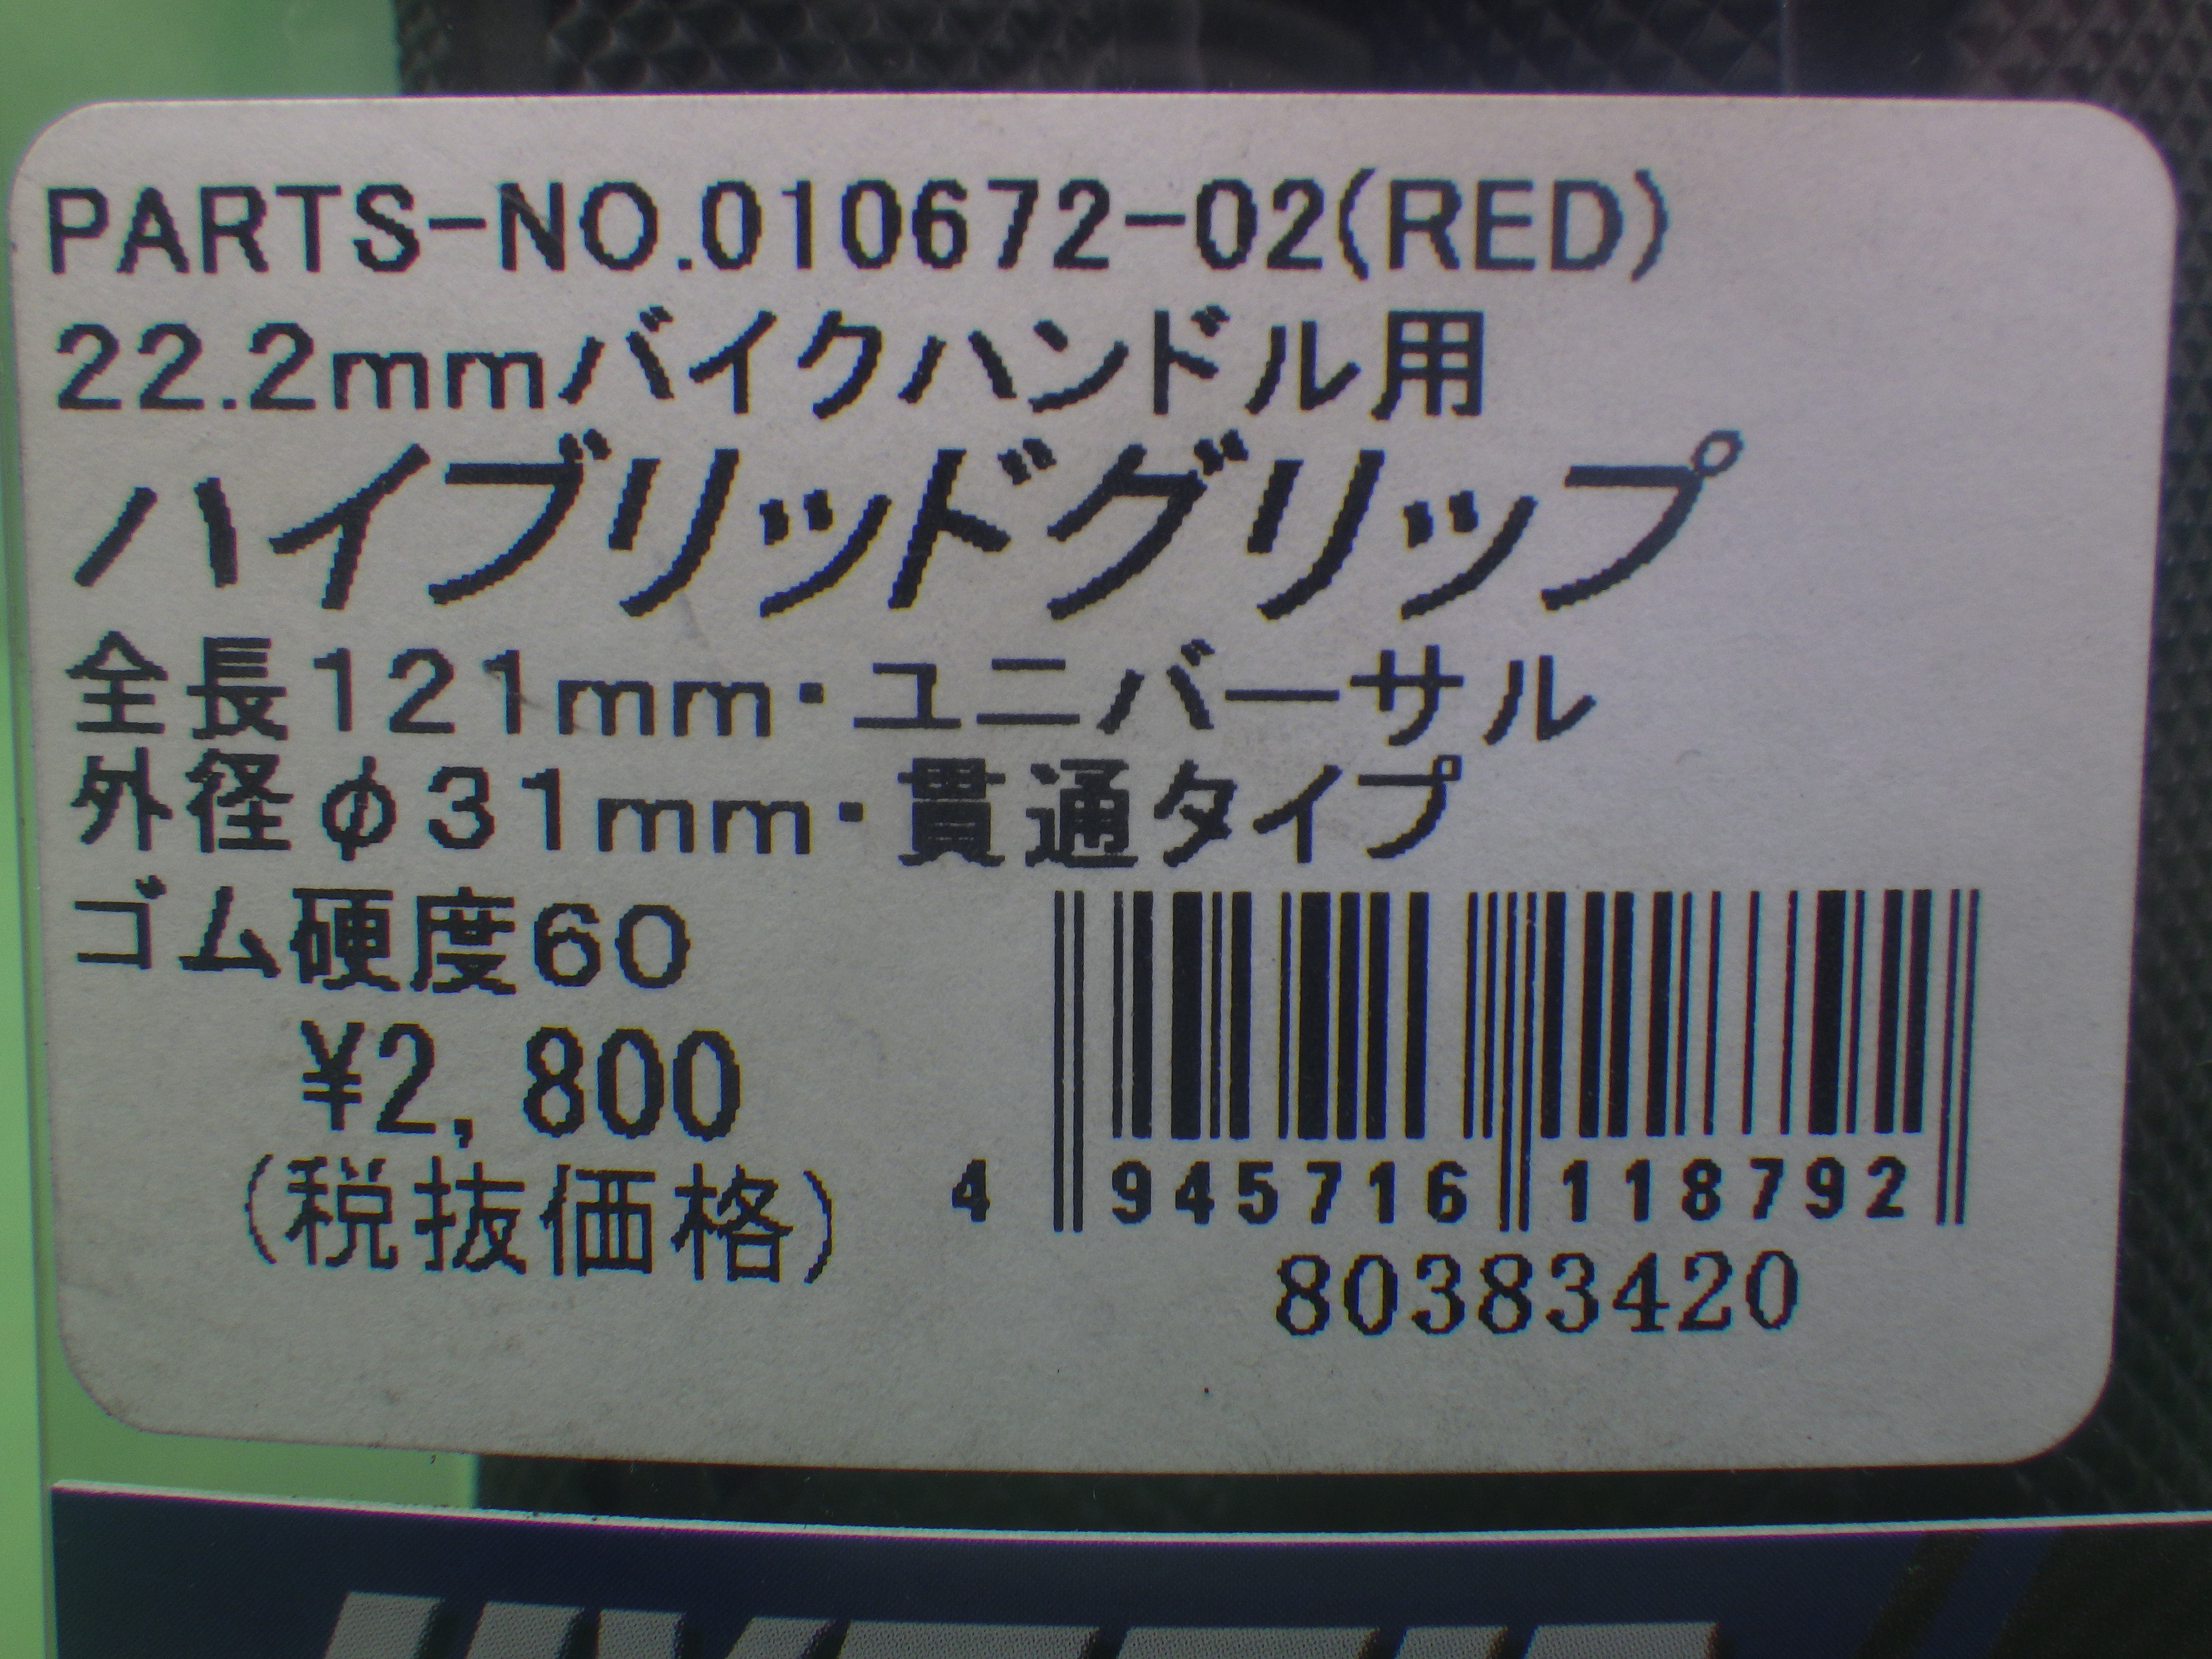 PARTS-NO.010672-02(RED)
22.2mmバイクハンドル用
ハイブリッドグリップ
全長121mm・ユニバーサル
外径φ31mm・貫通タイプ
ゴム硬度60
¥2,800
(税抜価格)
4 945716 118792
80383420